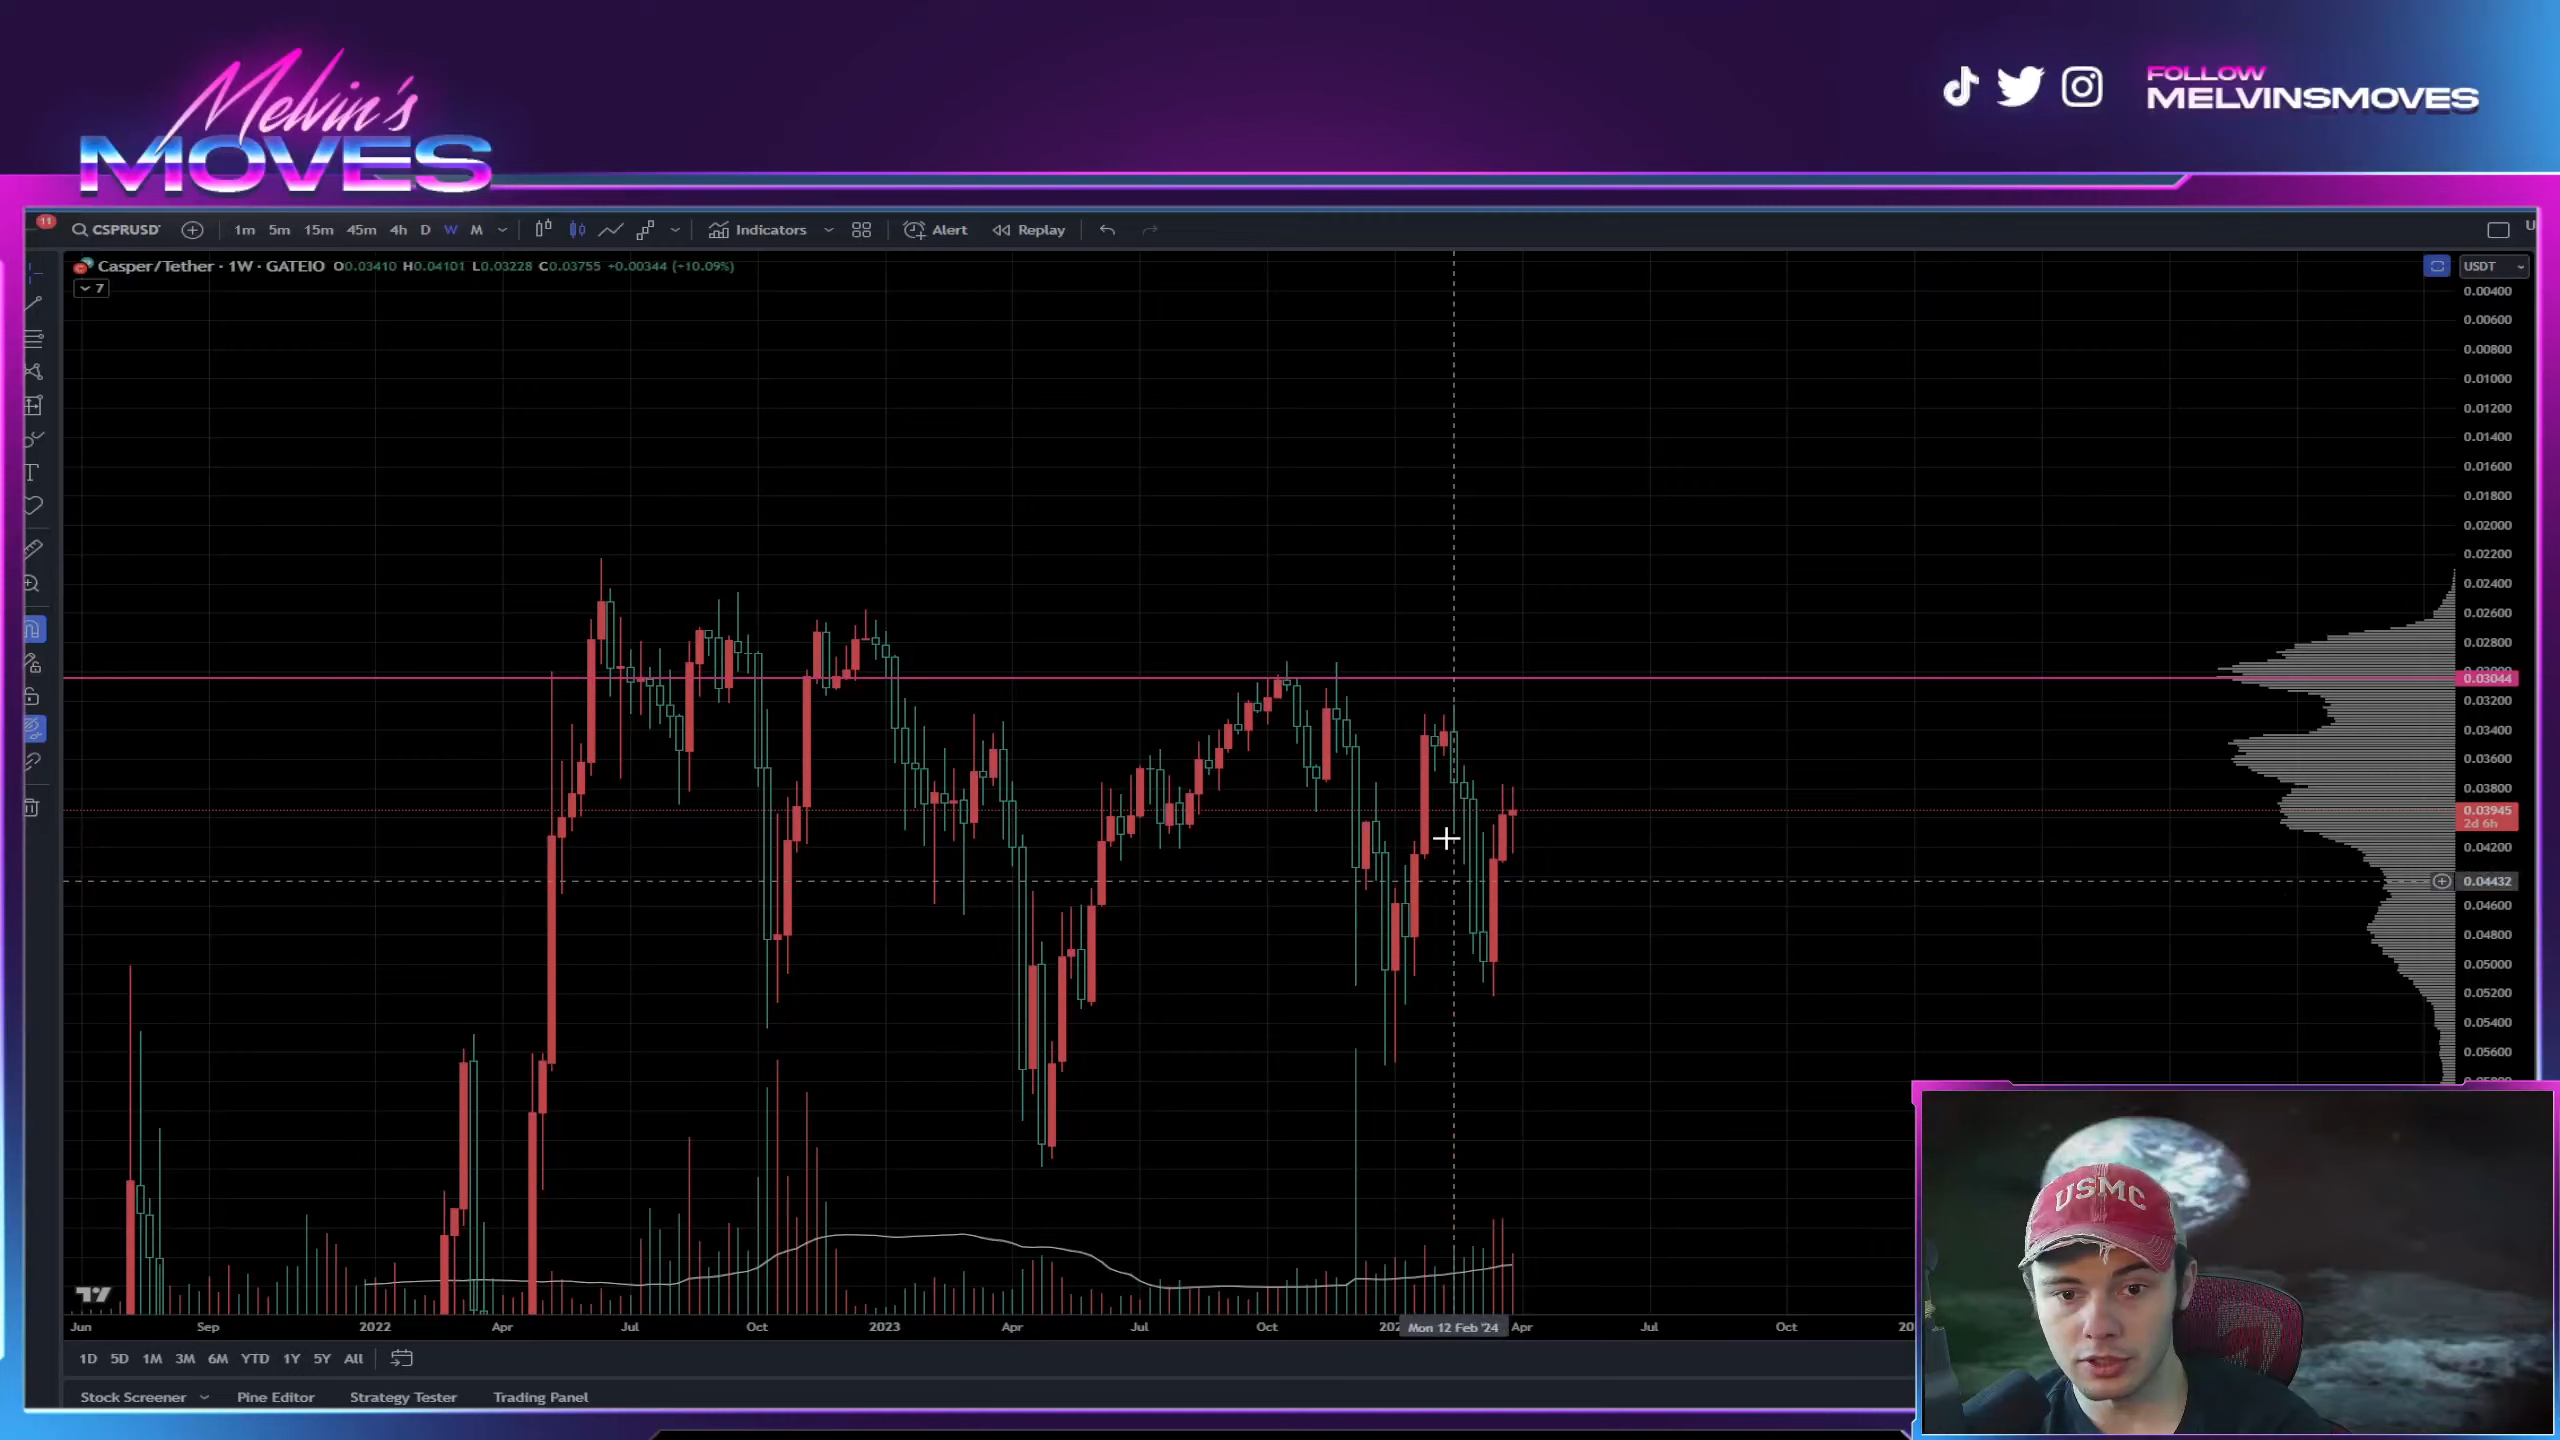 Melvin's
MOVES
FOLLOW
MELVINSMOVES
11
CSPRUSD
1m 5m 15m 45m 4h D W M
Indicators
Alert
Replay
U
Casper/Tether · 1W · GATEIO O0.03410 H0.04101 L0.03228 C0.03755 +0.00344 (+10.09%)
7
USDT
0.00400
0.00600
0.00800
0.01000
0.01200
0.01400
0.01600
0.01800
0.02000
0.02200
0.02400
0.02600
0.02800
0.03044
0.03200
0.03400
0.03600
0.03800
0.03945
2d 6h
0.04200
0.04432
0.04600
0.04800
0.05000
0.05200
0.05400
0.05600
USMC
Jun Sep 2022 Apr Jul Oct 2023 Apr Jul Oct Mon 12 Feb '24 Apr Jul Oct
1D 5D 1M 3M 6M YTD 1Y 5Y All
Stock Screener Pine Editor Strategy Tester Trading Panel